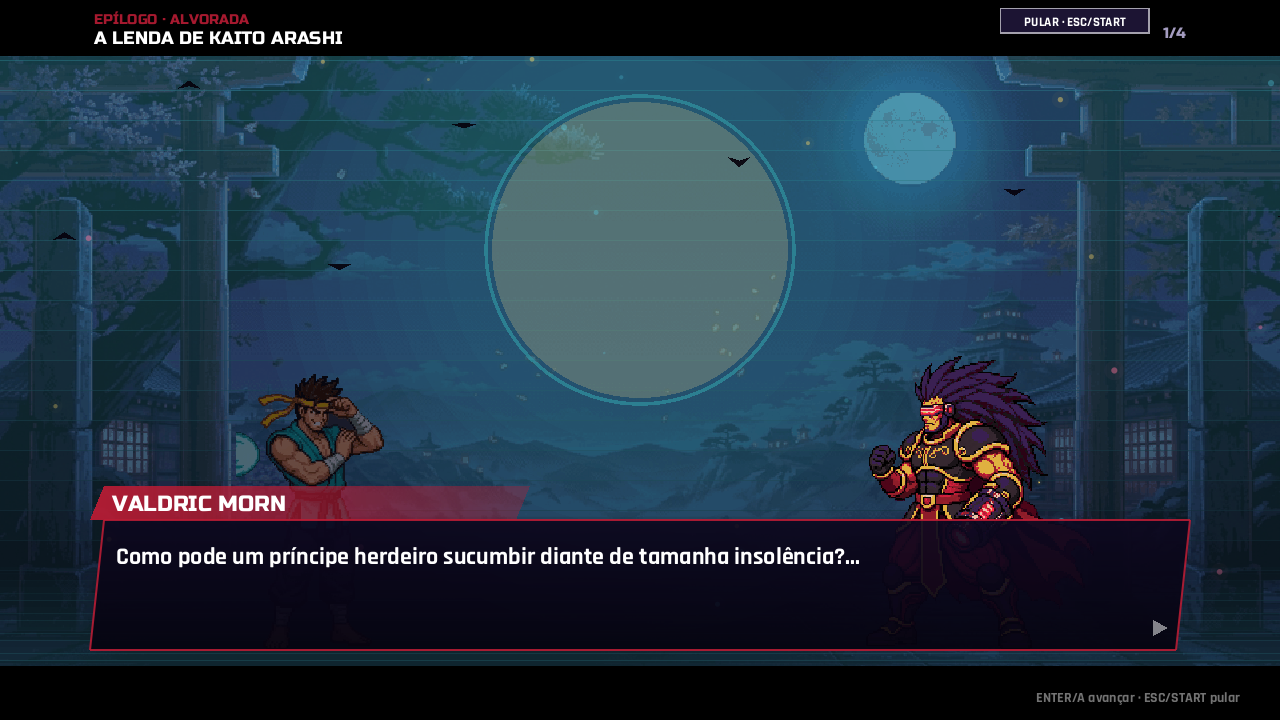 EPÍLOGO · ALVORADA
A LENDA DE KAITO ARASHI
PULAR · ESC/START
1/4
VALDRIC MORN
Como pode um príncipe herdeiro sucumbir diante de tamanha insolência?...
ENTER/A avançar · ESC/START pular